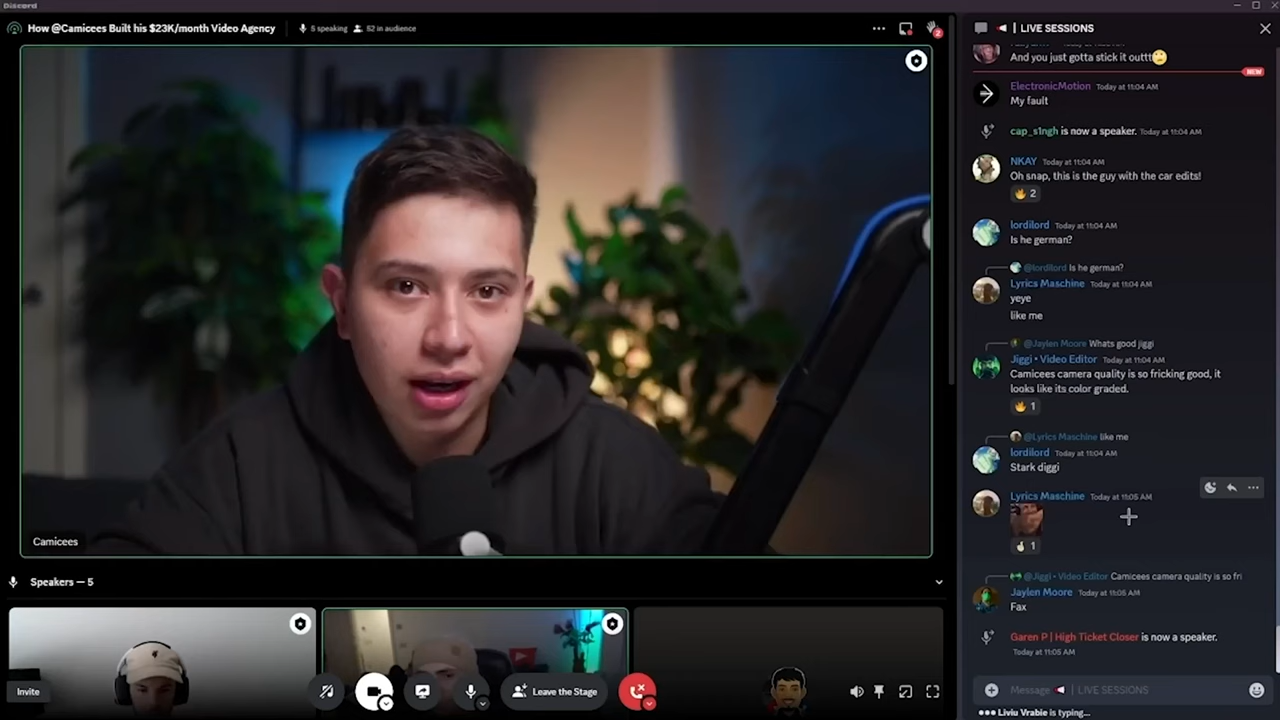 Discord
How @Camicees Built his $23K/month Video Agency
5 speaking
52 in audience
2
Camicees
Speakers — 5
Invite
Leave the Stage
LIVE SESSIONS
Today at 11:04 AM
And you just gotta stick it outtt
NEW
ElectronicMotion Today at 11:04 AM
My fault
cap_s1ngh is now a speaker. Today at 11:04 AM
NKAY Today at 11:04 AM
Oh snap, this is the guy with the car edits!
2
lordilord Today at 11:04 AM
Is he german?
@lordilord Is he german?
Lyrics Maschine Today at 11:04 AM
yeye
like me
@Jaylen Moore Whats good jiggi
Jiggi • Video Editor Today at 11:04 AM
Camicees camera quality is so fricking good, it
looks like its color graded.
1
@Lyrics Maschine like me
lordilord Today at 11:04 AM
Stark diggi
Lyrics Maschine Today at 11:05 AM
1
@Jiggi • Video Editor Camicees camera quality is so fri
Jaylen Moore Today at 11:05 AM
Fax
Garen P | High Ticket Closer is now a speaker.
Today at 11:05 AM
Message LIVE SESSIONS
Liviu Vrabie is typing...